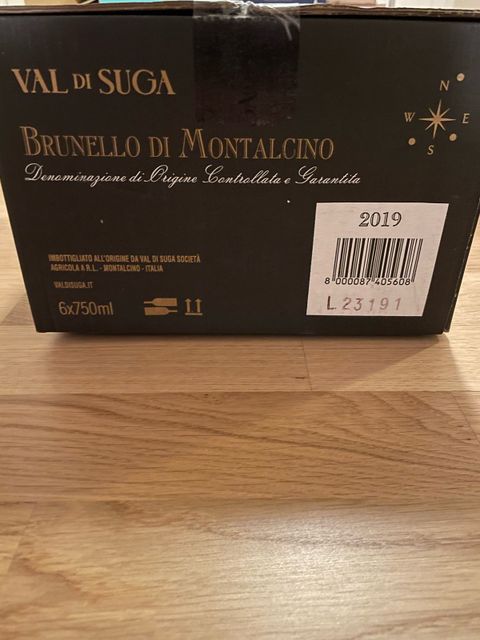 VAL DI SUGA
BRUNELLO DI MONTALCINO
Denominazione di Origine Controllata e Garantita
N
W E
S
IMBOTTIGLIATO ALL'ORIGINE DA VAL DI SUGA SOCIETÀ
AGRICOLA A R.L. - MONTALCINO - ITALIA
VALDISUGA.IT
6x750ml
2019
8 000087 405608
L 23191